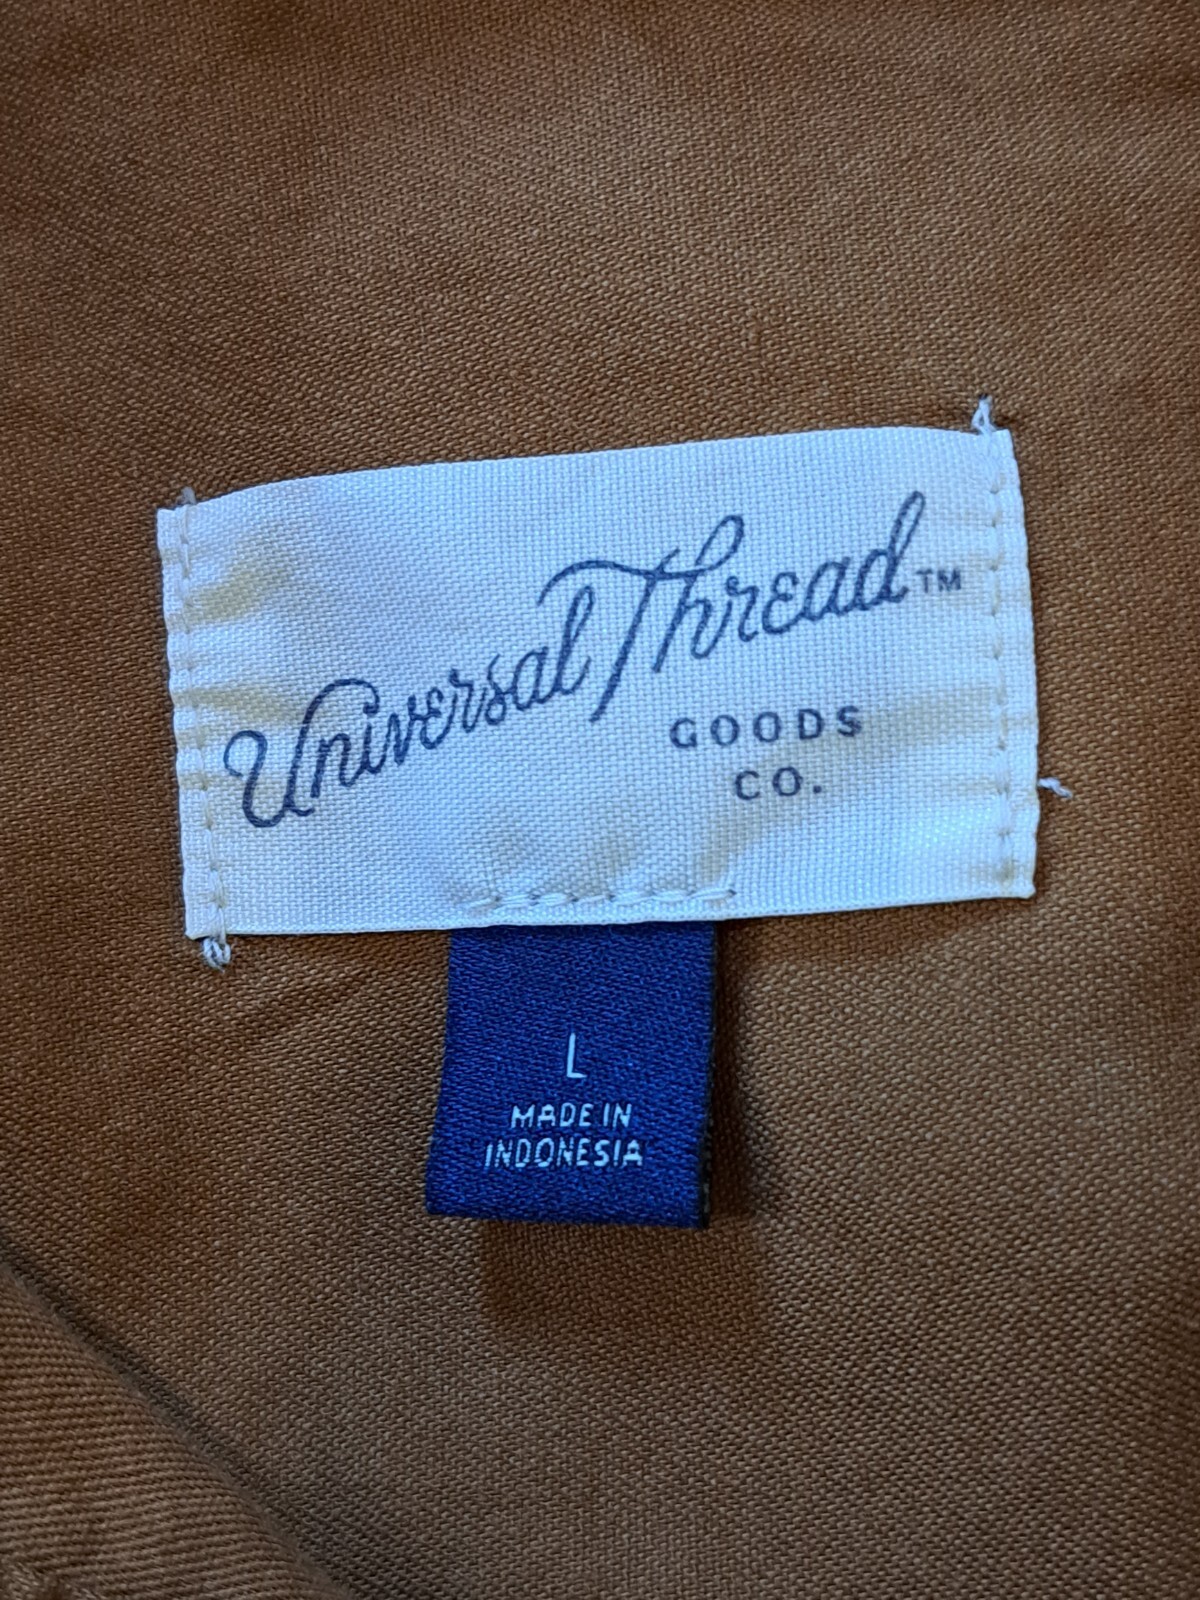 Universal Thread™
GOODS
CO.
L
MADE IN
INDONESIA